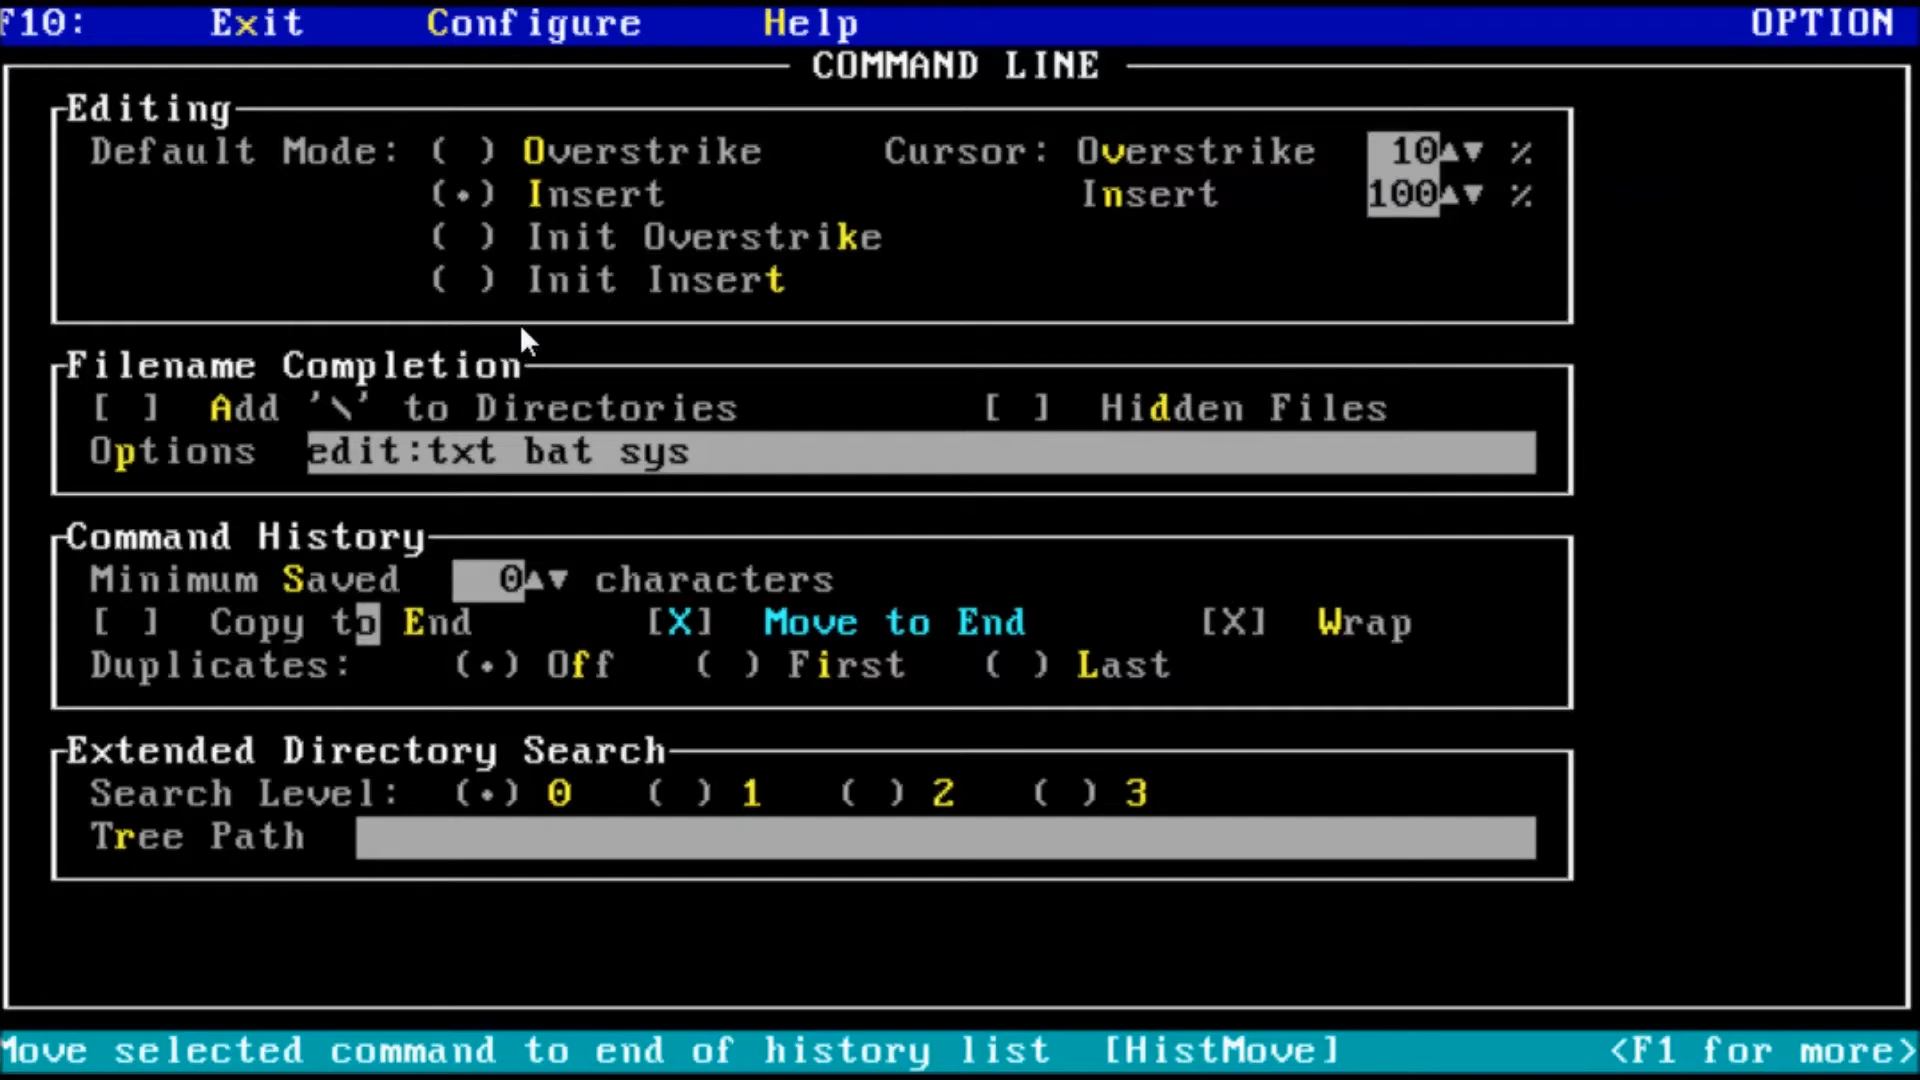 F10: Exit Configure Help OPTION
COMMAND LINE
Editing
Default Mode: ( ) Overstrike Cursor: Overstrike 10▲▼ %
(•) Insert Insert 100▲▼ %
( ) Init Overstrike
( ) Init Insert
Filename Completion
[ ] Add '\' to Directories [ ] Hidden Files
Options edit:txt bat sys
Command History
Minimum Saved 0▲▼ characters
[ ] Copy to End [X] Move to End [X] Wrap
Duplicates: (•) Off ( ) First ( ) Last
Extended Directory Search
Search Level: (•) 0 ( ) 1 ( ) 2 ( ) 3
Tree Path
Move selected command to end of history list [HistMove] <F1 for more>